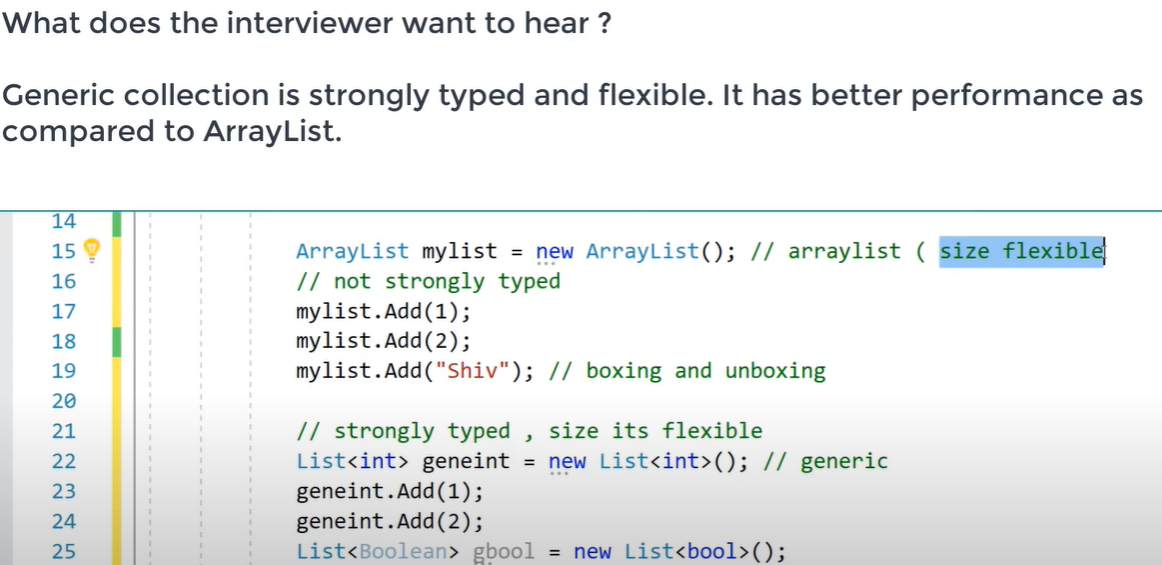 What does the interviewer want to hear ?
Generic collection is strongly typed and flexible. It has better performance as
compared to ArrayList.
14
15 ArrayList mylist = new ArrayList(); // arraylist ( size flexible
16 // not strongly typed
17 mylist.Add(1);
18 mylist.Add(2);
19 mylist.Add("Shiv"); // boxing and unboxing
20
21 // strongly typed , size its flexible
22 List<int> geneint = new List<int>(); // generic
23 geneint.Add(1);
24 geneint.Add(2);
25 List<Boolean> gbool = new List<bool>();